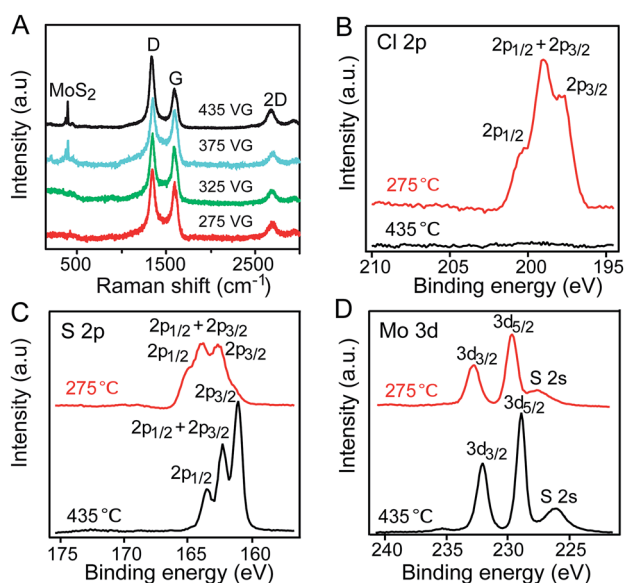 A
Intensity (a.u)
MoS2
D
G
2D
435 VG
375 VG
325 VG
275 VG
500 1500 2500
Raman shift (cm-1)
B
Intensity (a.u.)
Cl 2p
2p1/2 + 2p3/2
2p3/2
2p1/2
275 °C
435 °C
210 205 200 195
Binding energy (eV)
C
Intensity (a.u.)
S 2p
2p1/2 + 2p3/2
2p1/2
2p3/2
275 °C
2p3/2
2p1/2 + 2p3/2
2p1/2
435 °C
175 170 165 160
Binding energy (eV)
D
Intensity (a.u.)
Mo 3d
3d5/2
3d3/2
S 2s
275 °C
3d5/2
3d3/2
S 2s
435 °C
240 235 230 225
Binding energy (eV)